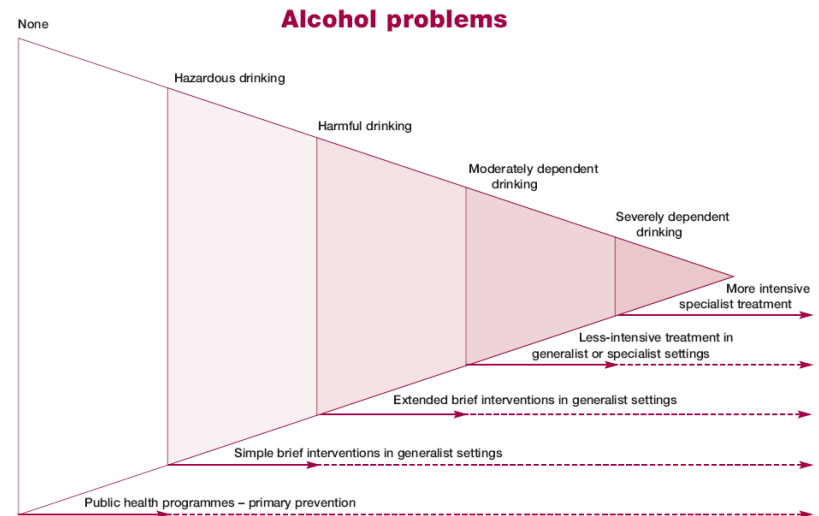 Alcohol problems
None
Hazardous drinking
Harmful drinking
Moderately dependent
drinking
Severely dependent
drinking
More intensive
specialist treatment
Less-intensive treatment in
generalist or specialist settings
Extended brief interventions in generalist settings
Simple brief interventions in generalist settings
Public health programmes – primary prevention